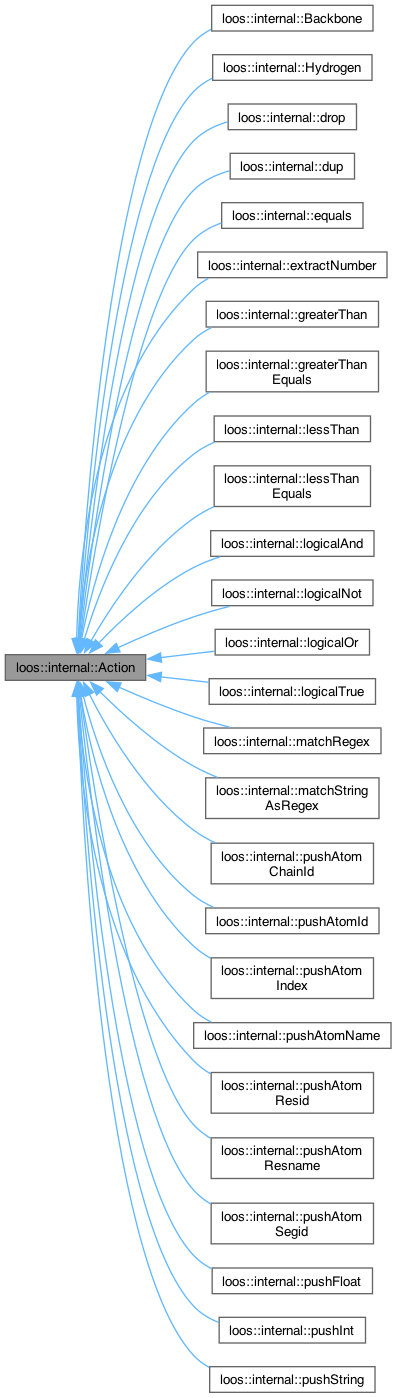 loos::internal::Backbone
loos::internal::Hydrogen
loos::internal::drop
loos::internal::dup
loos::internal::equals
loos::internal::extractNumber
loos::internal::greaterThan
loos::internal::greaterThan
Equals
loos::internal::lessThan
loos::internal::lessThan
Equals
loos::internal::logicalAnd
loos::internal::logicalNot
loos::internal::logicalOr
loos::internal::Action
loos::internal::logicalTrue
loos::internal::matchRegex
loos::internal::matchString
AsRegex
loos::internal::pushAtom
ChainId
loos::internal::pushAtomId
loos::internal::pushAtom
Index
loos::internal::pushAtomName
loos::internal::pushAtom
Resid
loos::internal::pushAtom
Resname
loos::internal::pushAtom
Segid
loos::internal::pushFloat
loos::internal::pushInt
loos::internal::pushString